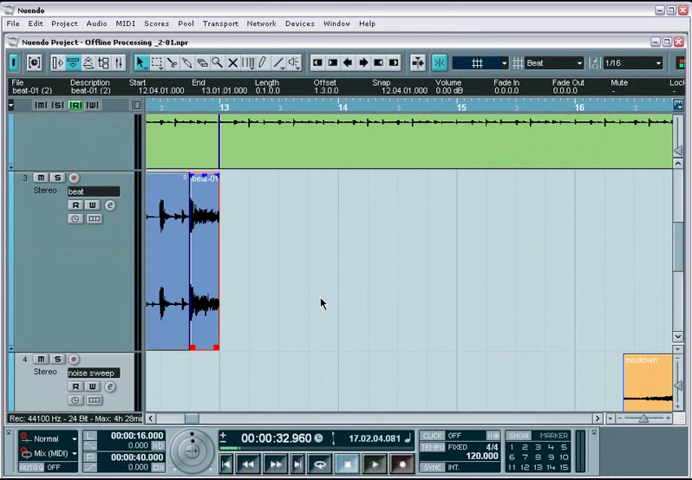 Nuendo
File Edit Project Audio MIDI Scores Pool Transport Network Devices Window Help
Nuendo Project - Offline Processing _2-01.npr
Beat 1/16
File Description Start End Length Offset Snap Volume Fade In Fade Out Mute
beat-01 (2) beat-01 (2) 12.04.01.000 13.01.01.000 0.1.0.0 1.3.0.0 12.04.01.000 0.00 dB 0.0.0.0 0.0.0.0 -
M S R W
13 14 15 16
3 M S
Stereo beat
R W e
beat-01
4 M S
Stereo noise sweep
R W e
mixdown
Rec: 44100 Hz - 24 Bit - Max: 4h 28min
Normal
Mix (MIDI)
AUTO Q OFF
L 00:00:16.000
0.000
R 00:00:40.000
0.000
00:00:32.960 17.02.04.081
CLICK OFF
TEMPO FIXED 4/4
120.000
SYNC INT.
SHOW MARKER
1 2 3 4 5
6 7 8 9 10
11 12 13 14 15